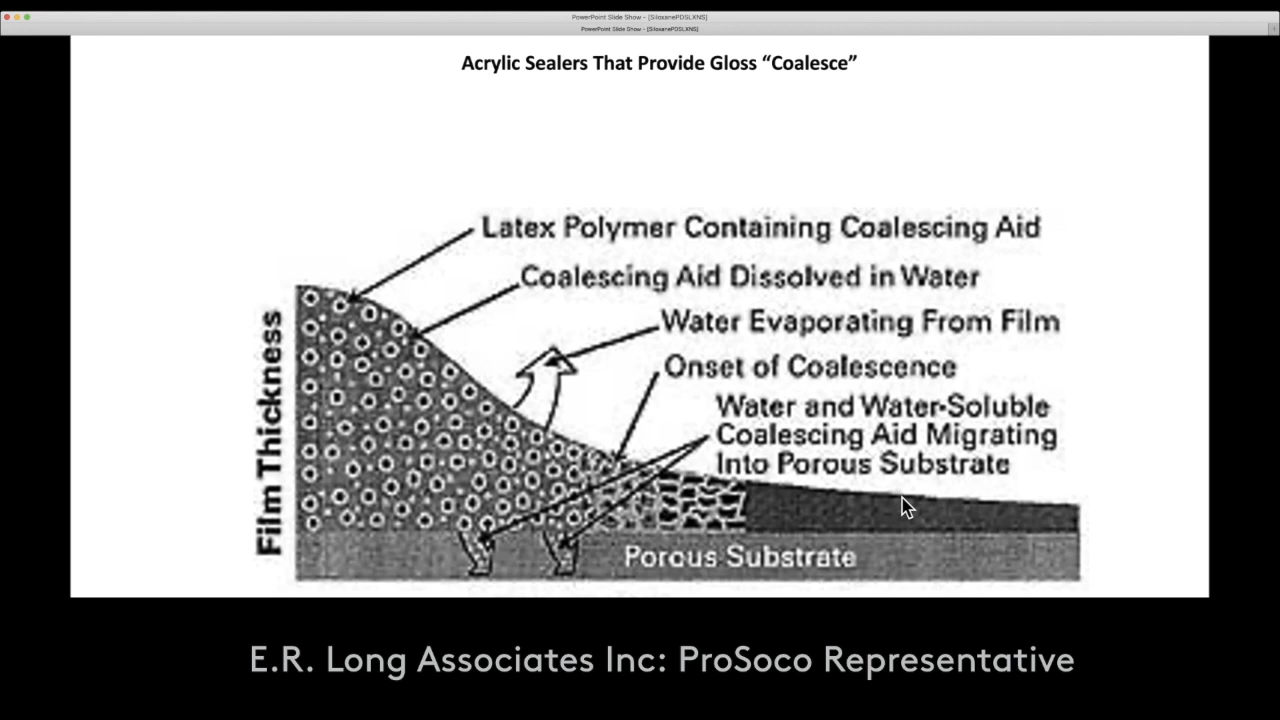 PowerPoint Slide Show - [SiloxanePDSLXNS]
PowerPoint Slide Show - [SiloxanePDSLXNS]
Acrylic Sealers That Provide Gloss “Coalesce”
Latex Polymer Containing Coalescing Aid
Coalescing Aid Dissolved in Water
Water Evaporating From Film
Onset of Coalescence
Water and Water-Soluble
Coalescing Aid Migrating
Into Porous Substrate
Film Thickness
Porous Substrate
E.R. Long Associates Inc: ProSoco Representative